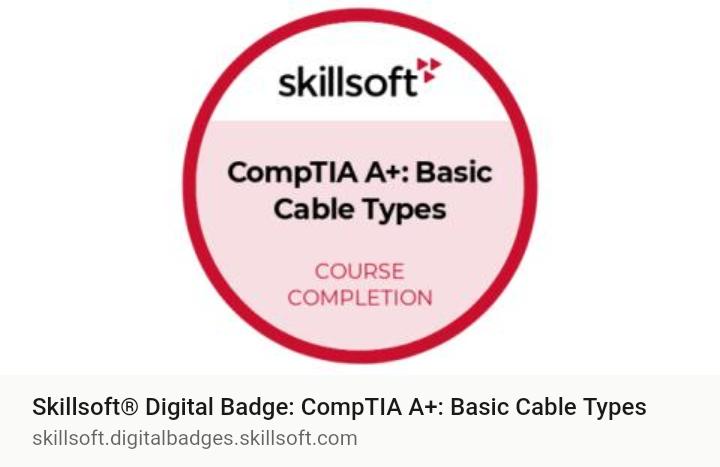 skillsoft
CompTIA A+: Basic
Cable Types
COURSE
COMPLETION
Skillsoft® Digital Badge: CompTIA A+: Basic Cable Types
skillsoft.digitalbadges.skillsoft.com